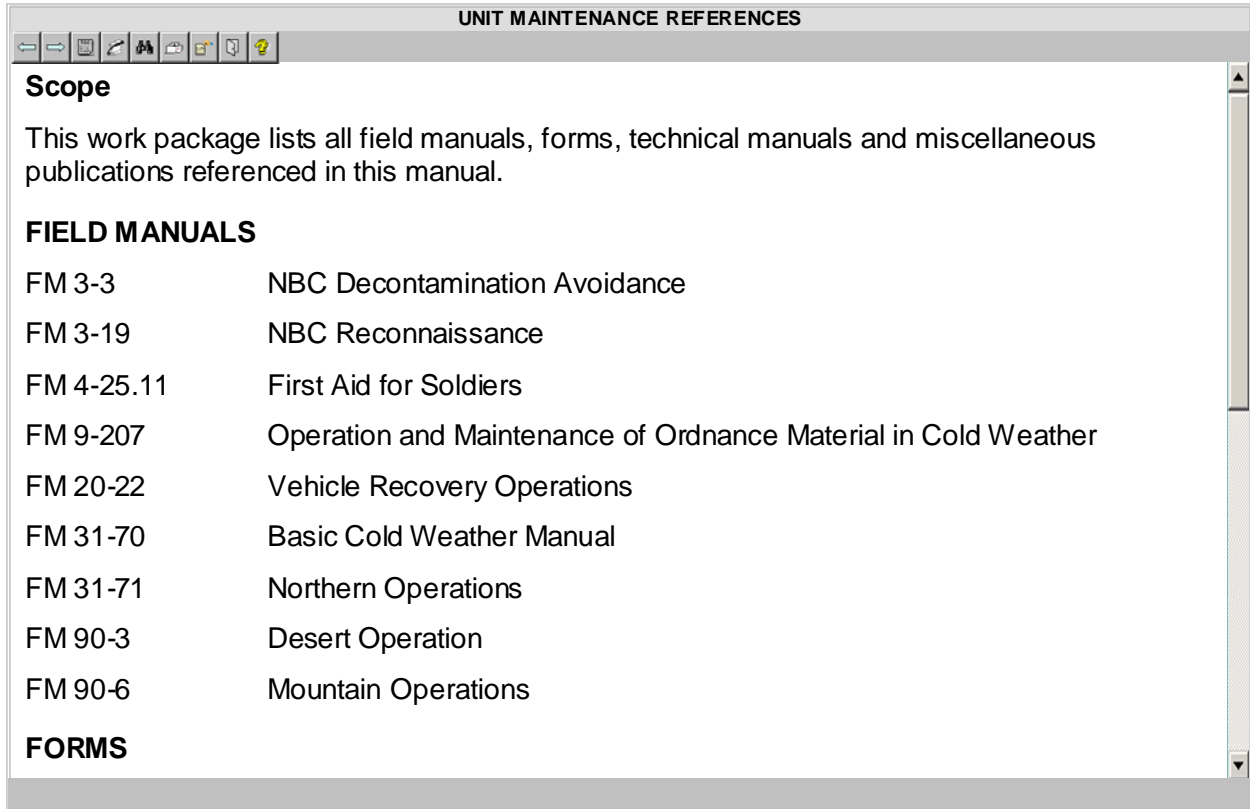 UNIT MAINTENANCE REFERENCES
Scope
This work package lists all field manuals, forms, technical manuals and miscellaneous
publications referenced in this manual.
FIELD MANUALS
FM 3-3 NBC Decontamination Avoidance
FM 3-19 NBC Reconnaissance
FM 4-25.11 First Aid for Soldiers
FM 9-207 Operation and Maintenance of Ordnance Material in Cold Weather
FM 20-22 Vehicle Recovery Operations
FM 31-70 Basic Cold Weather Manual
FM 31-71 Northern Operations
FM 90-3 Desert Operation
FM 90-6 Mountain Operations
FORMS